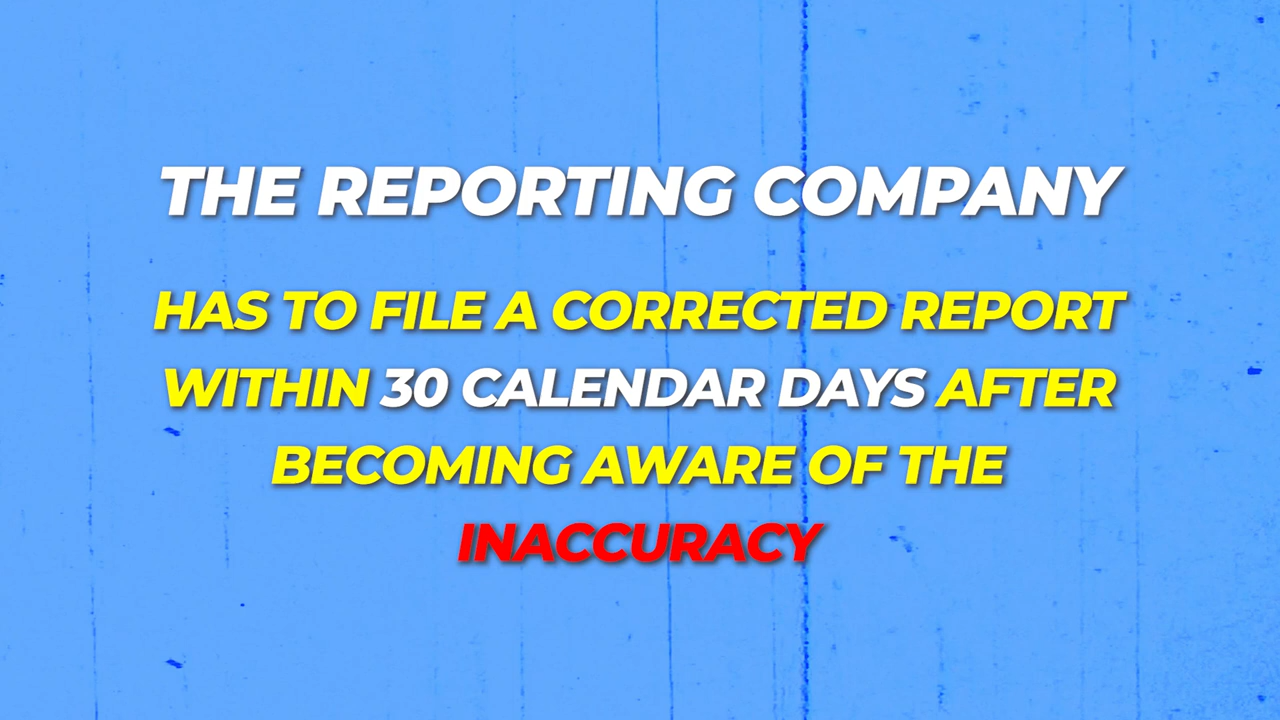 THE REPORTING COMPANY
HAS TO FILE A CORRECTED REPORT
WITHIN 30 CALENDAR DAYS AFTER
BECOMING AWARE OF THE
INACCURACY